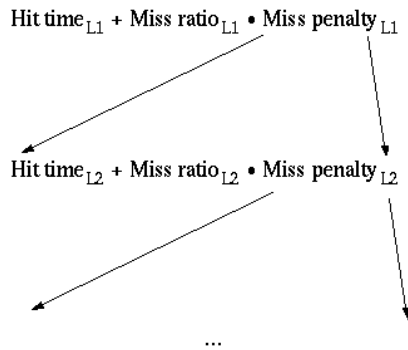 Hit time L1 + Miss ratio L1 • Miss penalty L1
Hit time L2 + Miss ratio L2 • Miss penalty L2
...